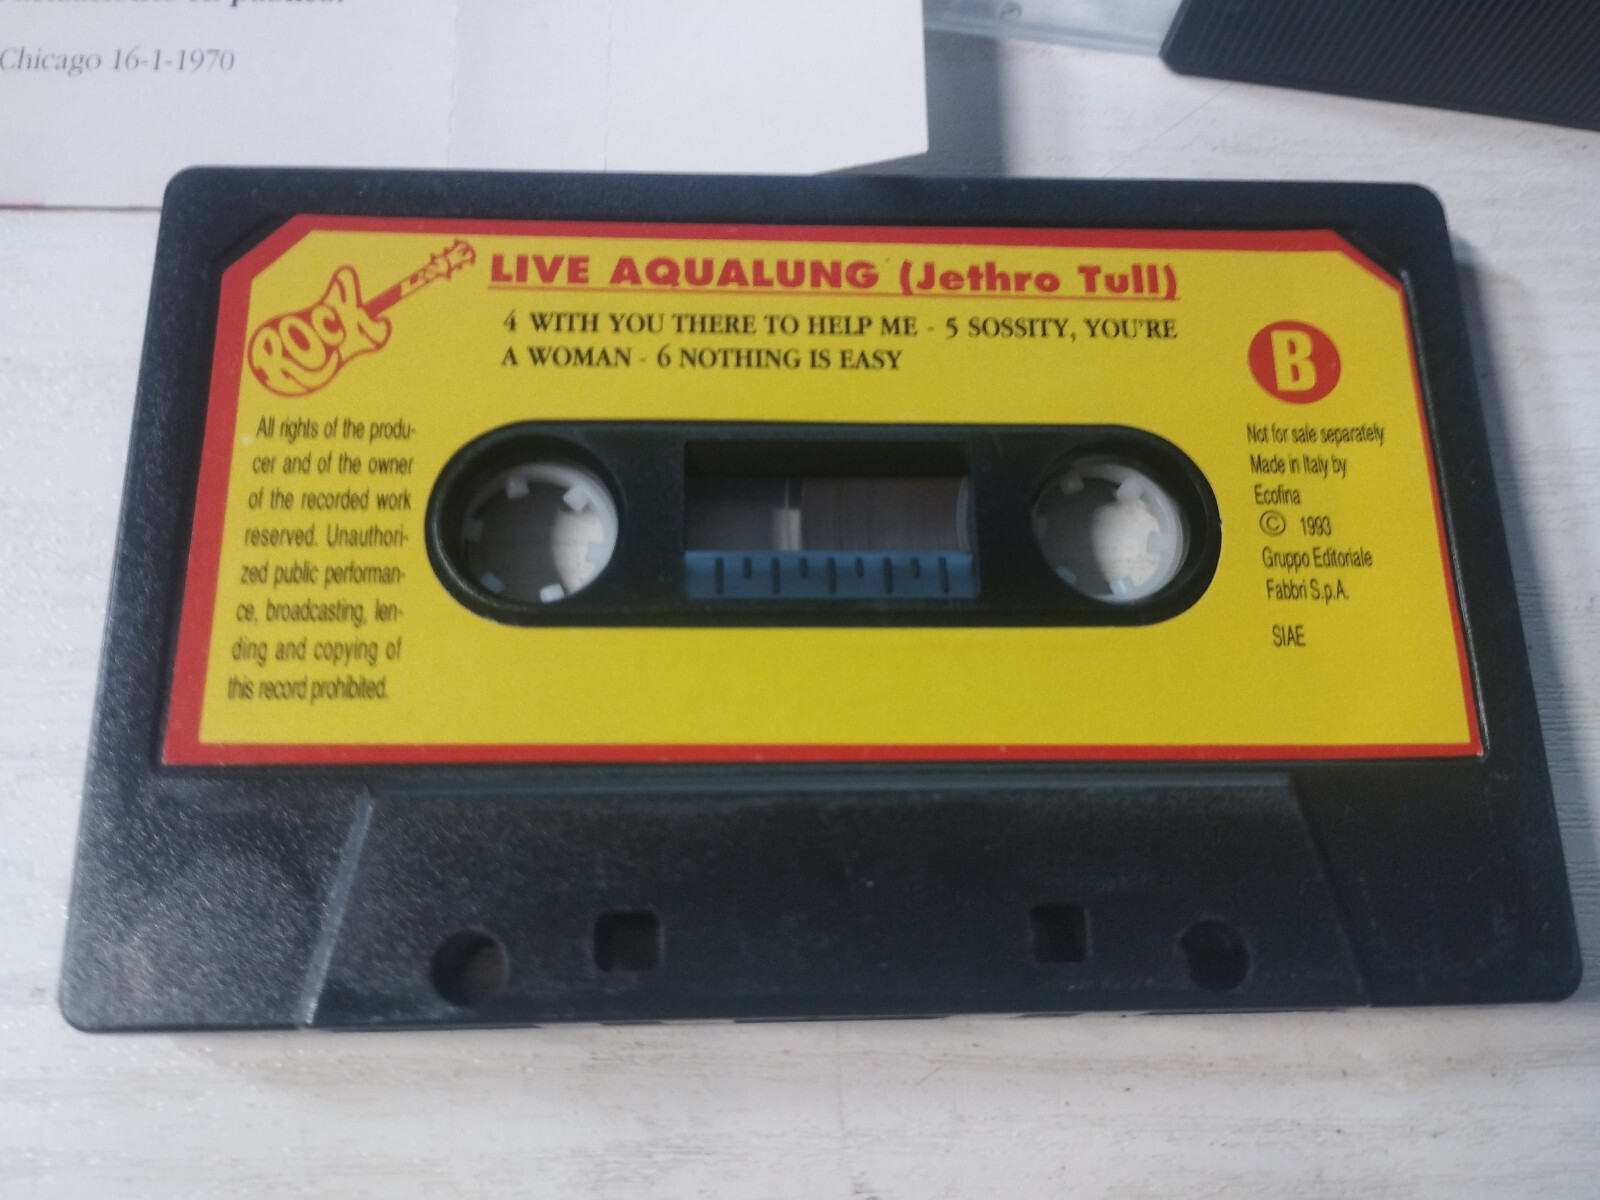 en pública.
Chicago 16-1-1970
ROCK LIVE
LIVE AQUALUNG (Jethro Tull)
4 WITH YOU THERE TO HELP ME - 5 SOSSITY, YOU'RE
A WOMAN - 6 NOTHING IS EASY
B
All rights of the produ-
cer and of the owner
of the recorded work
reserved. Unauthori-
zed public performan-
ce, broadcasting, len-
ding and copying of
this record prohibited.
Not for sale separately
Made in Italy by
Ecofina
© 1993
Gruppo Editoriale
Fabbri S.p.A.
SIAE